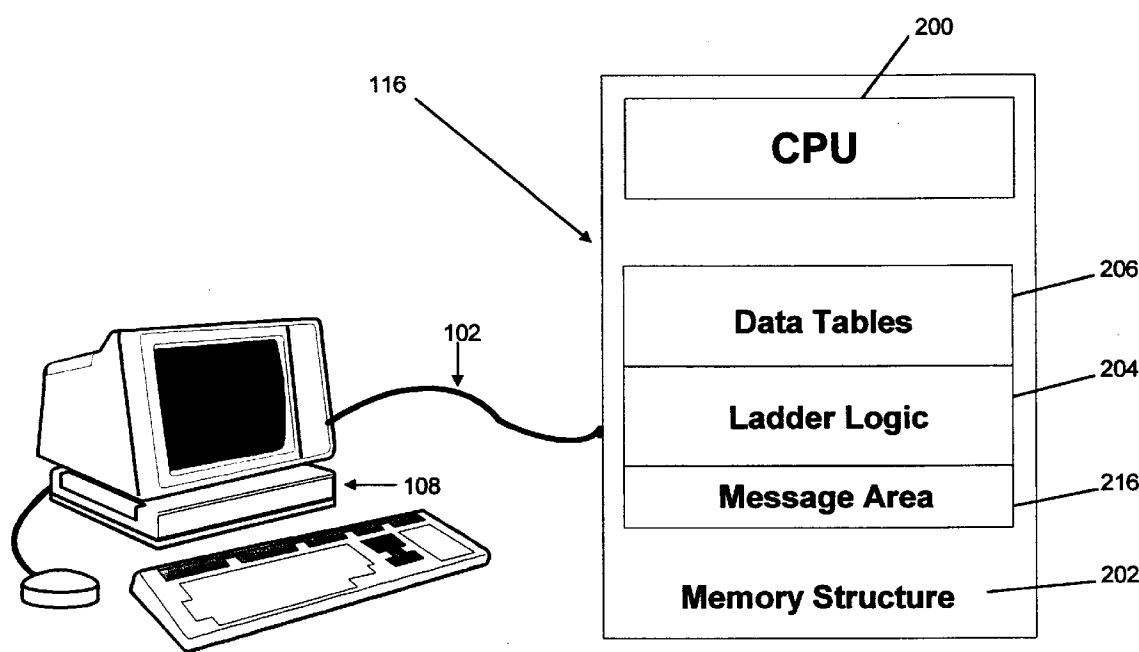 200
116
CPU
206
Data Tables
102
204
Ladder Logic
108
216
Message Area
202
Memory Structure